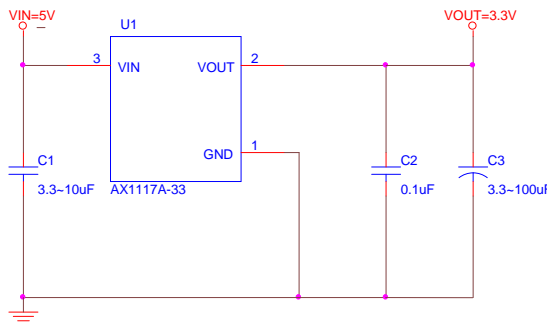 VIN=5V
VOUT=3.3V
U1
3
VIN
VOUT
2
1
GND
C1
3.3~10uF
AX1117A-33
C2
0.1uF
C3
3.3~100uF